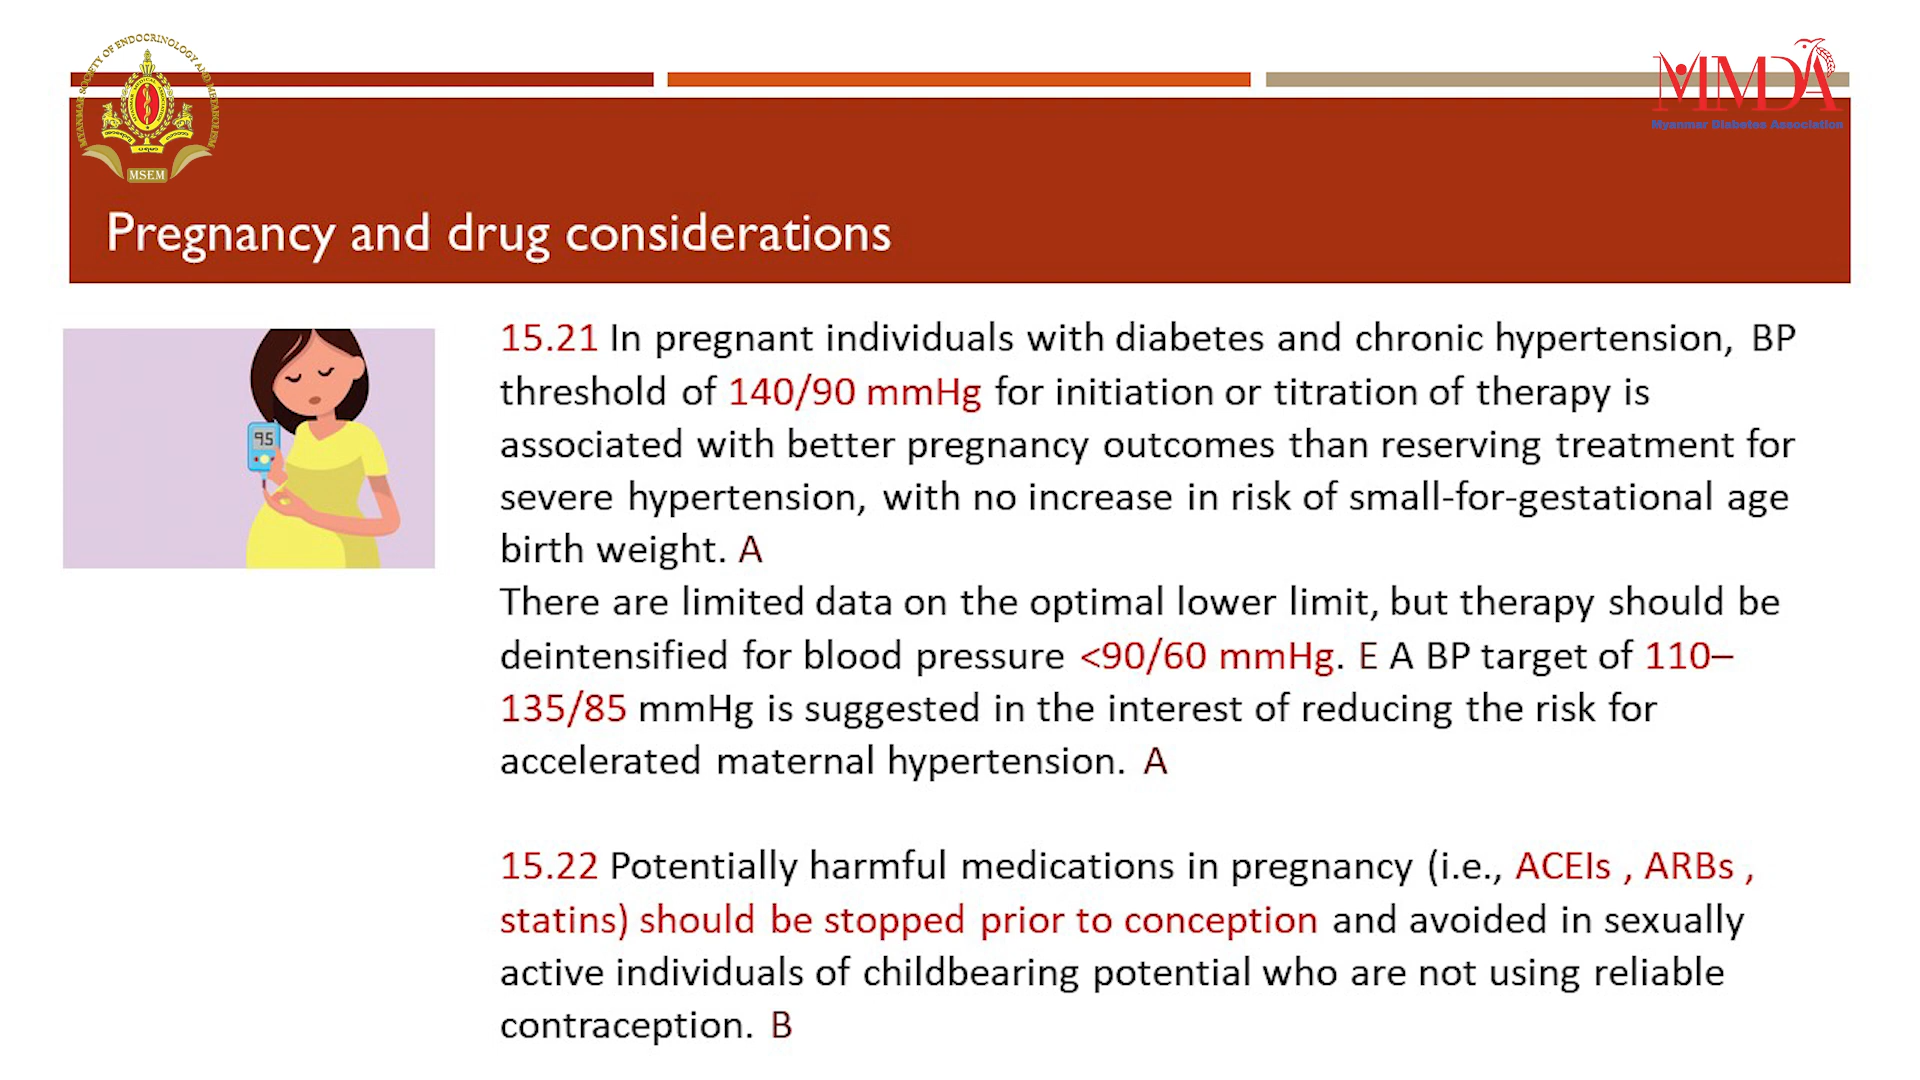 MYANMAR SOCIETY OF ENDOCRINOLOGY AND METABOLISM
MSEM
MMDA
Myanmar Diabetes Association
Pregnancy and drug considerations
95
15.21 In pregnant individuals with diabetes and chronic hypertension, BP
threshold of 140/90 mmHg for initiation or titration of therapy is
associated with better pregnancy outcomes than reserving treatment for
severe hypertension, with no increase in risk of small-for-gestational age
birth weight. A
There are limited data on the optimal lower limit, but therapy should be
deintensified for blood pressure <90/60 mmHg. E A BP target of 110–
135/85 mmHg is suggested in the interest of reducing the risk for
accelerated maternal hypertension. A
15.22 Potentially harmful medications in pregnancy (i.e., ACEIs , ARBs ,
statins) should be stopped prior to conception and avoided in sexually
active individuals of childbearing potential who are not using reliable
contraception. B